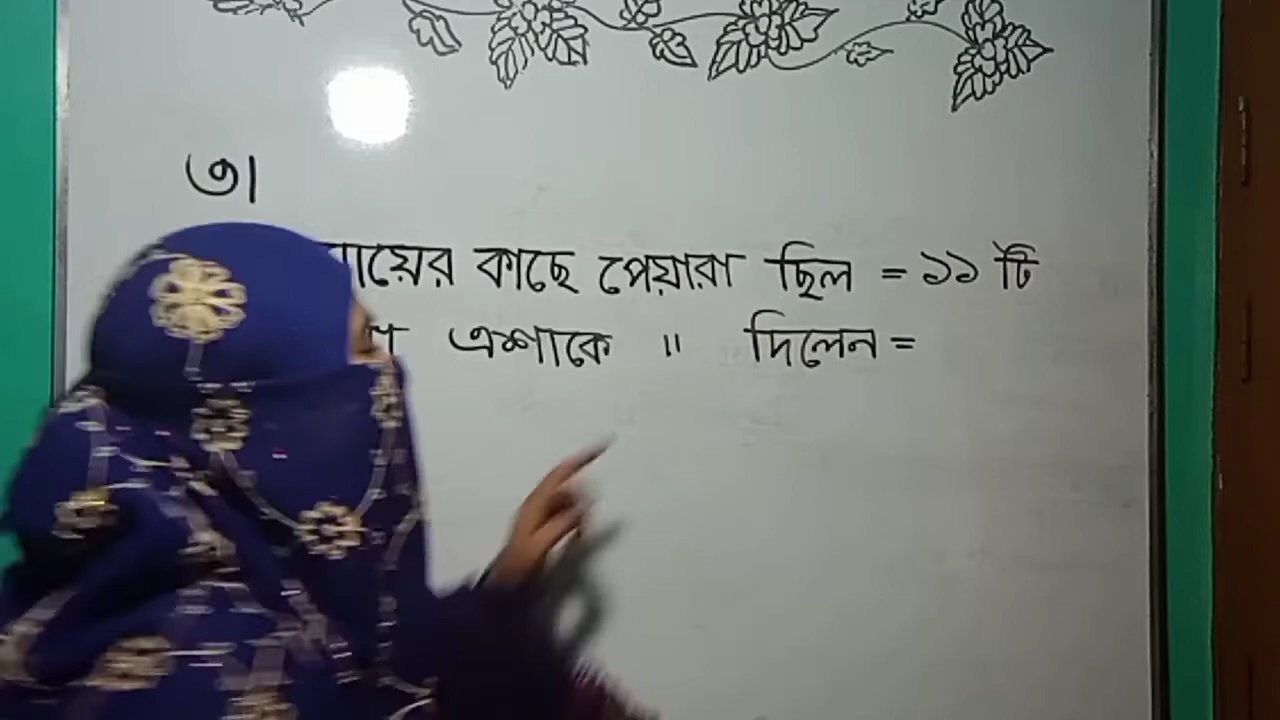 ৩।
মায়ের কাছে পেয়ারা ছিল = ১১ টি
এশাকে " দিলেন =